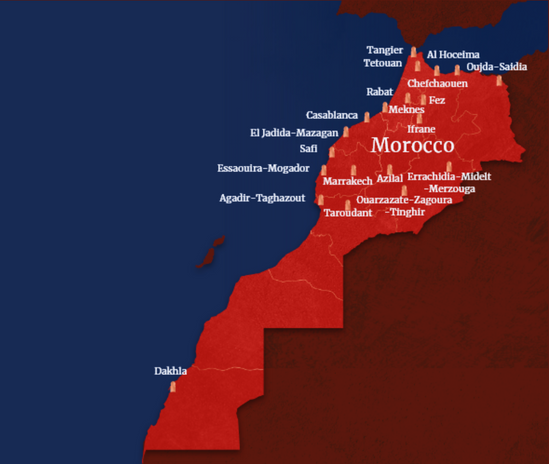 Tangier
Al Hoceima
Tetouan
Oujda-Saidia
Chefchaouen
Rabat
Fez
Meknes
Casablanca
Ifrane
El Jadida-Mazagan
Morocco
Safi
Essaouira-Mogador
Marrakech
Azilal
Errachidia-Midelt
-Merzouga
Agadir-Taghazout
Ouarzazate-Zagoura
-Tinghir
Taroudant
Dakhla